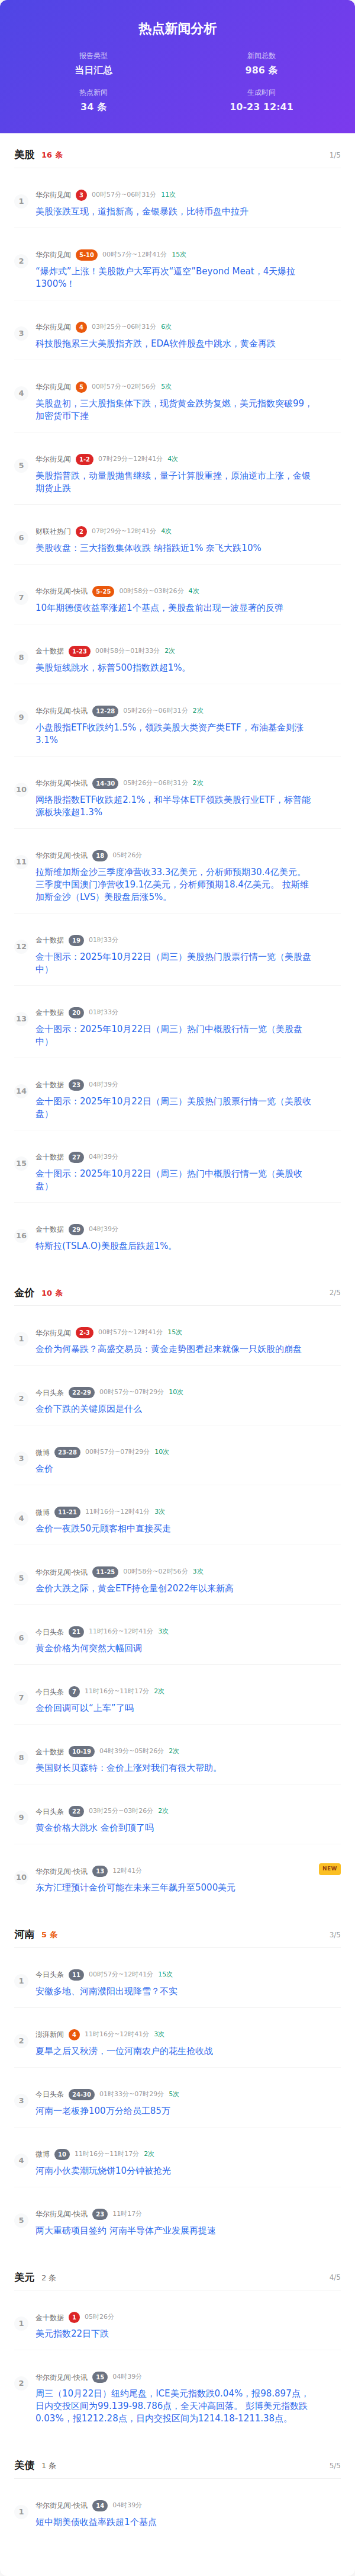 热点新闻分析
报告类型
新闻总数
当日汇总
986 条
热点新闻
生成时间
34 条
10-23 12:41
美股 16 条 1/5
1
华尔街见闻 3 00时57分~06时31分 11次
美股涨跌互现，道指新高，金银暴跌，比特币盘中拉升
2
华尔街见闻 5-10 00时57分~12时41分 15次
“爆炸式”上涨！美股散户大军再次“逼空”Beyond Meat，4天爆拉
1300%！
3
华尔街见闻 4 03时25分~06时31分 6次
科技股拖累三大美股指齐跌，EDA软件股盘中跳水，黄金再跌
4
华尔街见闻 5 00时57分~02时56分 5次
美股盘初，三大股指集体下跌，现货黄金跌势复燃，美元指数突破99，
加密货币下挫
5
华尔街见闻 1-2 07时29分~12时41分 4次
美股指普跌，动量股抛售继续，量子计算股重挫，原油逆市上涨，金银
期货止跌
6
财联社热门 2 07时29分~12时41分 4次
美股收盘：三大指数集体收跌 纳指跌近1% 奈飞大跌10%
7
华尔街见闻-快讯 5-25 00时58分~03时26分 4次
10年期德债收益率涨超1个基点，美股盘前出现一波显著的反弹
8
金十数据 1-23 00时58分~01时33分 2次
美股短线跳水，标普500指数跌超1%。
9
华尔街见闻-快讯 12-28 05时26分~06时31分 2次
小盘股指ETF收跌约1.5%，领跌美股大类资产类ETF，布油基金则涨
3.1%
10
华尔街见闻-快讯 14-30 05时26分~06时31分 2次
网络股指数ETF收跌超2.1%，和半导体ETF领跌美股行业ETF，标普能
源板块涨超1.3%
11
华尔街见闻-快讯 18 05时26分
拉斯维加斯金沙三季度净营收33.3亿美元，分析师预期30.4亿美元。
三季度中国澳门净营收19.1亿美元，分析师预期18.4亿美元。 拉斯维
加斯金沙（LVS）美股盘后涨5%。
12
金十数据 19 01时33分
金十图示：2025年10月22日（周三）美股热门股票行情一览（美股盘
中）
13
金十数据 20 01时33分
金十图示：2025年10月22日（周三）热门中概股行情一览（美股盘
中）
14
金十数据 23 04时39分
金十图示：2025年10月22日（周三）美股热门股票行情一览（美股收
盘）
15
金十数据 27 04时39分
金十图示：2025年10月22日（周三）热门中概股行情一览（美股收
盘）
16
金十数据 29 04时39分
特斯拉(TSLA.O)美股盘后跌超1%。
金价 10 条 2/5
1
华尔街见闻 2-3 00时57分~12时41分 15次
金价为何暴跌？高盛交易员：黄金走势图看起来就像一只妖股的崩盘
2
今日头条 22-29 00时57分~07时29分 10次
金价下跌的关键原因是什么
3
微博 23-28 00时57分~07时29分 10次
金价
4
微博 11-21 11时16分~12时41分 3次
金价一夜跌50元顾客相中直接买走
5
华尔街见闻-快讯 11-25 00时58分~02时56分 3次
金价大跌之际，黄金ETF持仓量创2022年以来新高
6
今日头条 21 11时16分~12时41分 3次
黄金价格为何突然大幅回调
7
今日头条 7 11时16分~11时17分 2次
金价回调可以“上车”了吗
8
金十数据 10-19 04时39分~05时26分 2次
美国财长贝森特：金价上涨对我们有很大帮助。
9
今日头条 22 03时25分~03时26分 2次
黄金价格大跳水 金价到顶了吗
10
华尔街见闻-快讯 13 12时41分 NEW
东方汇理预计金价可能在未来三年飙升至5000美元
河南 5 条 3/5
1
今日头条 11 00时57分~12时41分 15次
安徽多地、河南濮阳出现降雪？不实
2
澎湃新闻 4 11时16分~12时41分 3次
夏旱之后又秋涝，一位河南农户的花生抢收战
3
今日头条 24-30 01时33分~07时29分 5次
河南一老板挣100万分给员工85万
4
微博 10 11时16分~11时17分 2次
河南小伙卖潮玩烧饼10分钟被抢光
5
华尔街见闻-快讯 23 11时17分
两大重磅项目签约 河南半导体产业发展再提速
美元 2 条 4/5
1
金十数据 1 05时26分
美元指数22日下跌
2
华尔街见闻-快讯 15 04时39分
周三（10月22日）纽约尾盘，ICE美元指数跌0.04%，报98.897点，
日内交投区间为99.139-98.786点，全天冲高回落。 彭博美元指数跌
0.03%，报1212.28点，日内交投区间为1214.18-1211.38点。
美债 1 条 5/5
1
华尔街见闻-快讯 14 04时39分
短中期美债收益率跌超1个基点